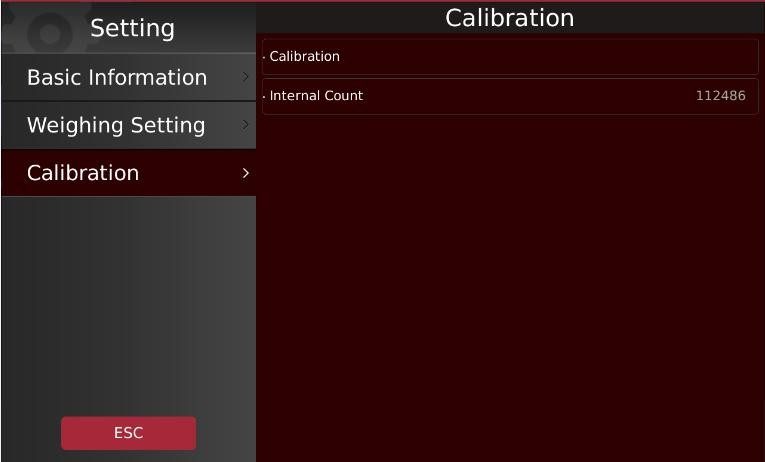 Setting
Basic Information
Weighing Setting
Calibration
ESC
Calibration
· Calibration
· Internal Count 112486